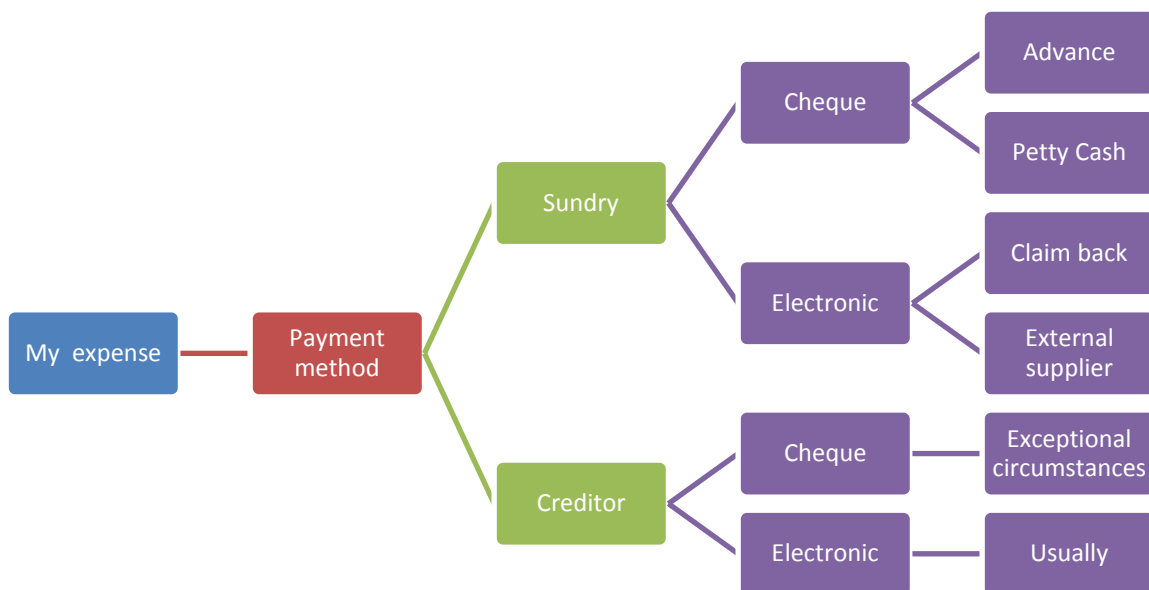 My expense
Payment
method
Sundry
Cheque
Advance
Petty Cash
Electronic
Claim back
External
supplier
Creditor
Cheque
Exceptional
circumstances
Electronic
Usually